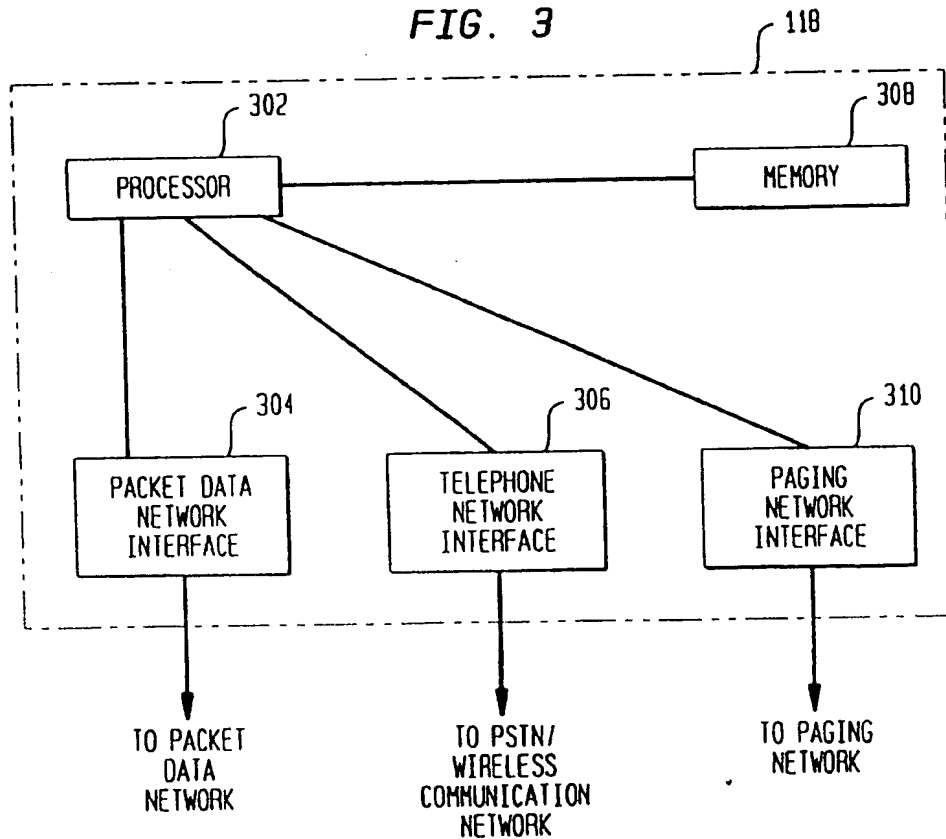 FIG. 3
118
302
308
PROCESSOR
MEMORY
304
306
310
PACKET DATA
NETWORK
INTERFACE
TELEPHONE
NETWORK
INTERFACE
PAGING
NETWORK
INTERFACE
TO PACKET
DATA
NETWORK
TO PSTN/
WIRELESS
COMMUNICATION
NETWORK
TO PAGING
NETWORK